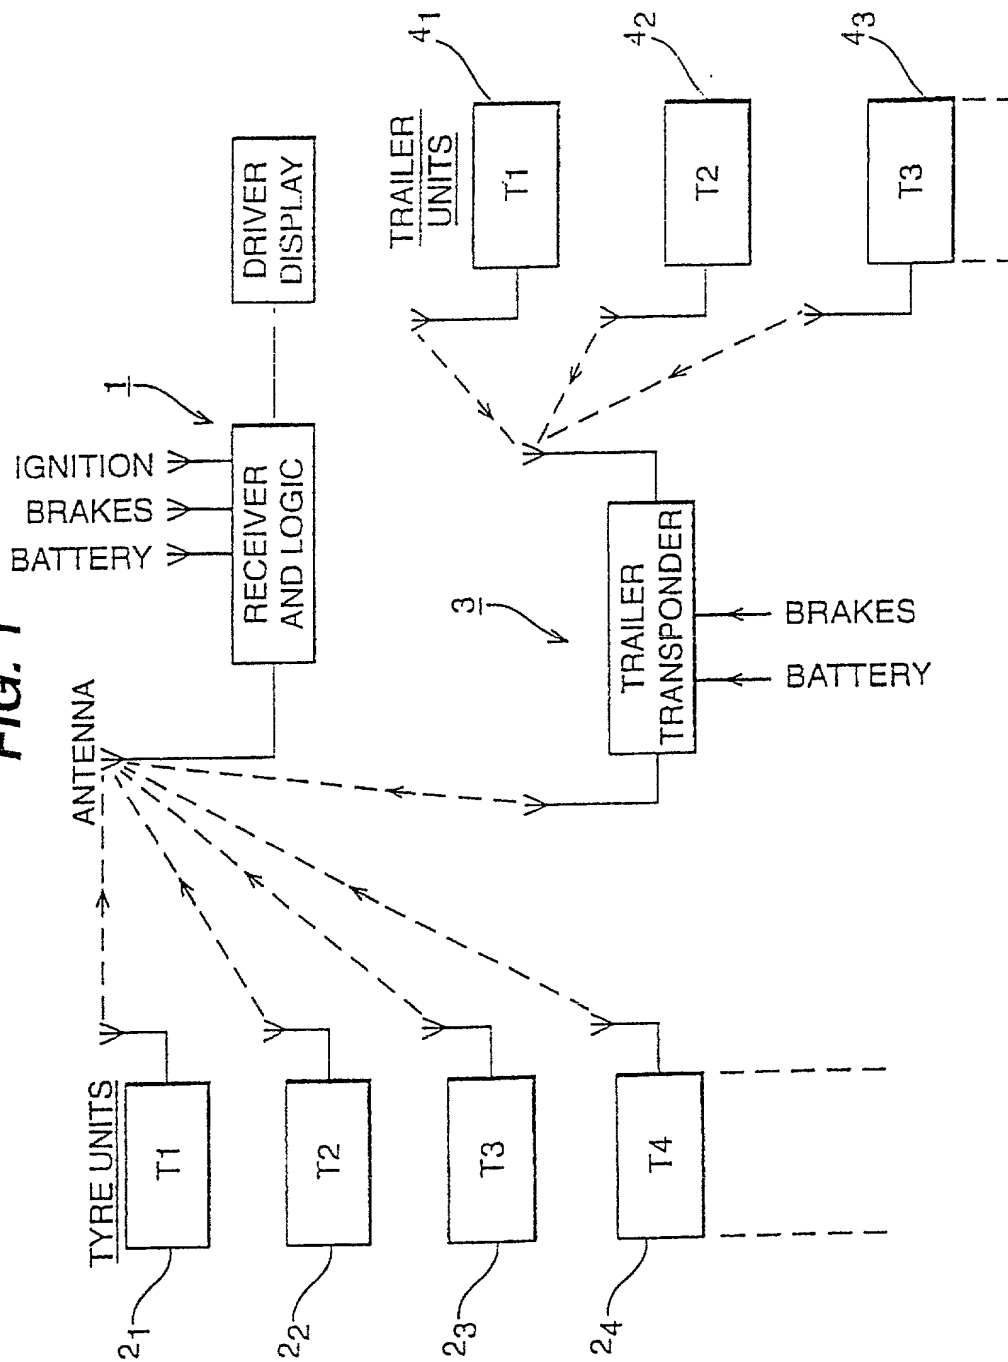 FIG. 1
ANTENNA
TYRE UNITS
2₁
T1
2₂
T2
2₃
T3
2₄
T4
BATTERY
BRAKES
IGNITION
1
RECEIVER
AND LOGIC
DRIVER
DISPLAY
3
TRAILER
TRANSPONDER
BATTERY
BRAKES
TRAILER
UNITS
T1
4₁
T2
4₂
T3
4₃